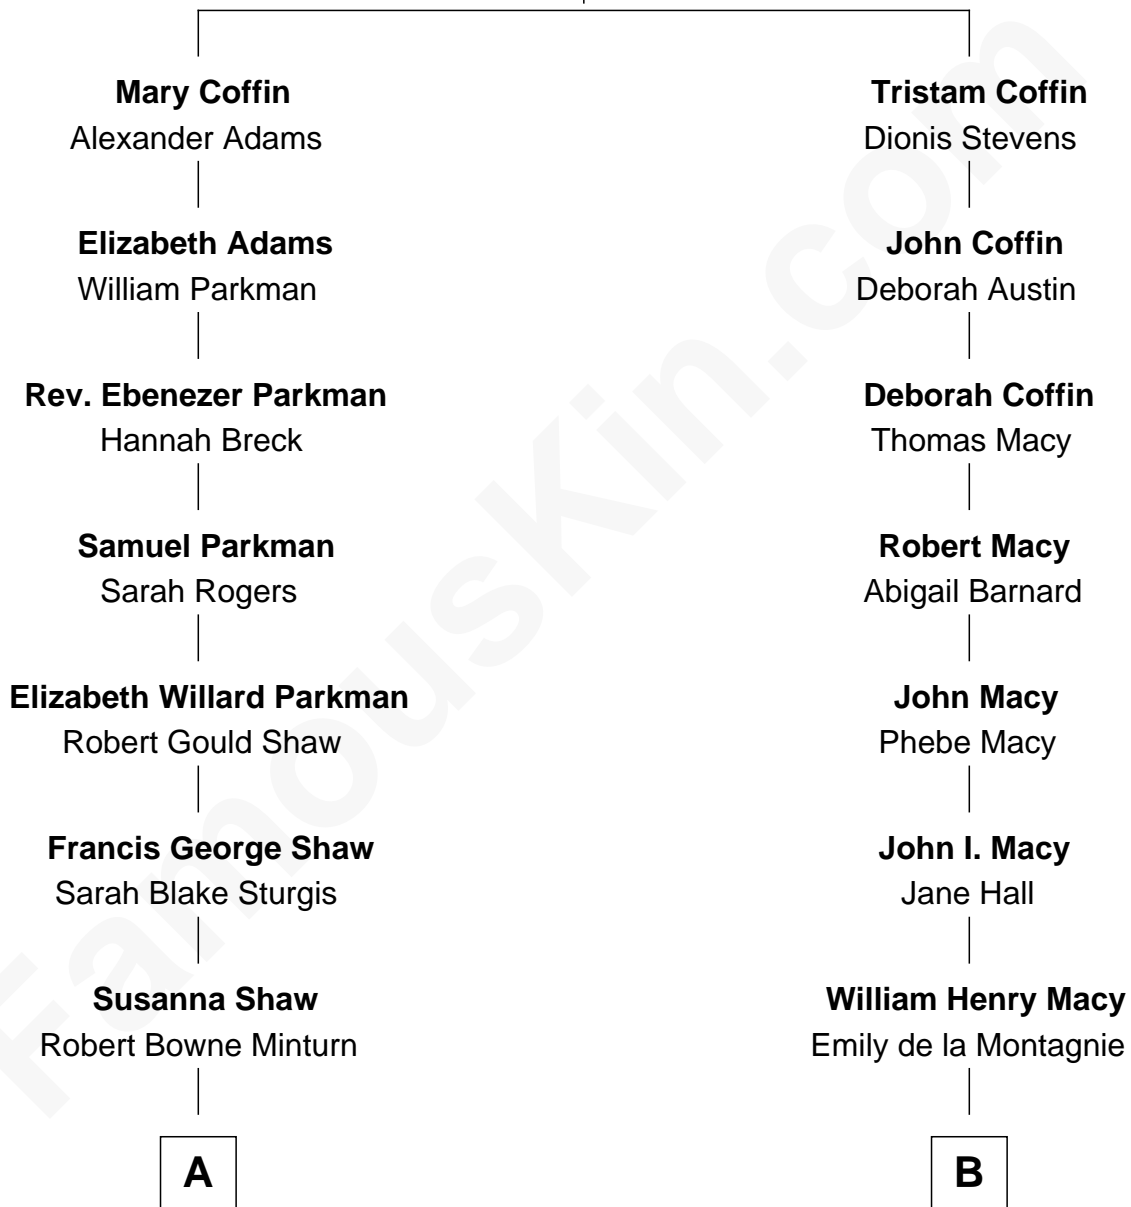 Mary Coffin
Alexander Adams
Elizabeth Adams
William Parkman
Rev. Ebenezer Parkman
Hannah Breck
Samuel Parkman
Sarah Rogers
Elizabeth Willard Parkman
Robert Gould Shaw
Francis George Shaw
Sarah Blake Sturgis
Susanna Shaw
Robert Bowne Minturn
A
Tristam Coffin
Dionis Stevens
John Coffin
Deborah Austin
Deborah Coffin
Thomas Macy
Robert Macy
Abigail Barnard
John Macy
Phebe Macy
John I. Macy
Jane Hall
William Henry Macy
Emily de la Montagnie
B
FamousKin.com